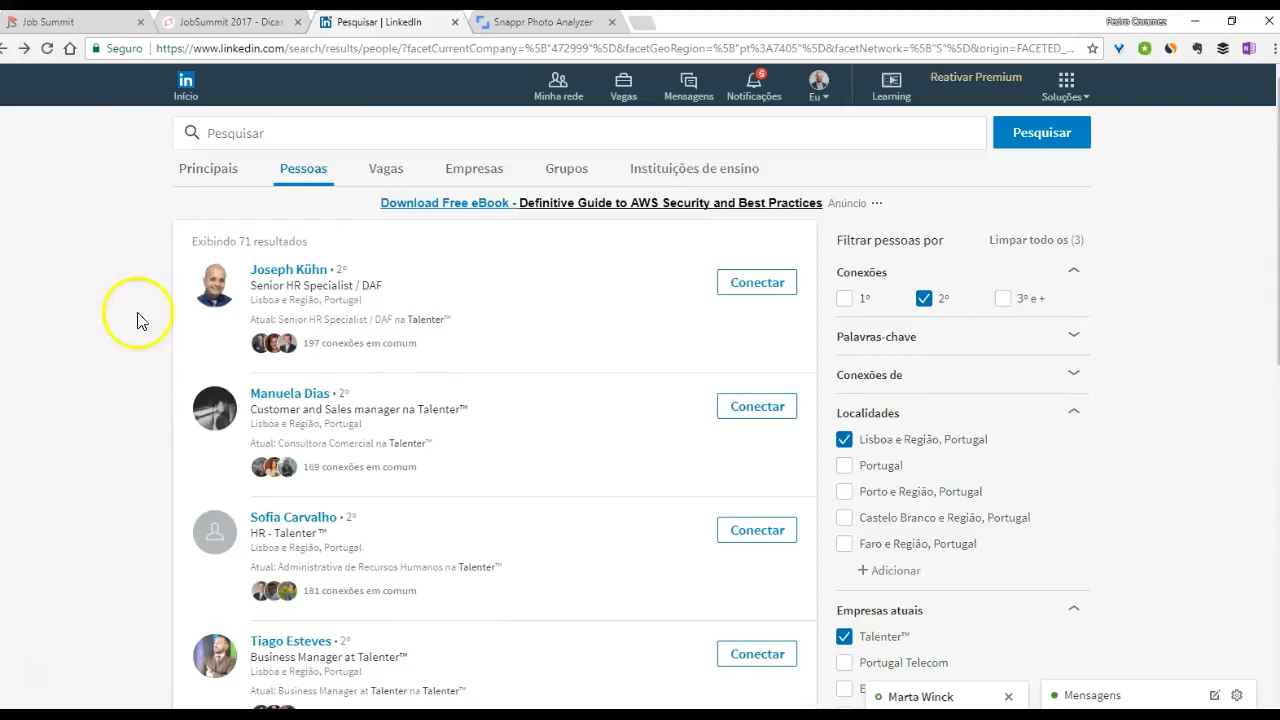 Job Summit
JobSummit 2017 - Dicas
Pesquisar | LinkedIn
Snappr Photo Analyzer
Pedro Caramez
Seguro
https://www.linkedin.com/search/results/people/?facetCurrentCompany=%5B"472999"%5D&facetGeoRegion=%5B"pt%3A7405"%5D&facetNetwork=%5B"S"%5D&origin=FACETED_...
in
Início
Minha rede
Vagas
Mensagens
6
Notificações
Eu
Learning
Reativar Premium
Soluções
Pesquisar
Pesquisar
Principais
Pessoas
Vagas
Empresas
Grupos
Instituições de ensino
Download Free eBook - Definitive Guide to AWS Security and Best Practices Anúncio ...
Exibindo 71 resultados
Joseph Kühn • 2º
Senior HR Specialist / DAF
Lisboa e Região, Portugal
Atual: Senior HR Specialist / DAF na Talenter™
197 conexões em comum
Conectar
Manuela Dias • 2º
Customer and Sales manager na Talenter™
Lisboa e Região, Portugal
Atual: Consultora Comercial na Talenter™
169 conexões em comum
Conectar
Sofia Carvalho • 2º
HR - Talenter ™
Lisboa e Região, Portugal
Atual: Administrativa de Recursos Humanos na Talenter™
181 conexões em comum
Conectar
Tiago Esteves • 2º
Business Manager at Talenter™
Lisboa e Região, Portugal
Atual: Business Manager at Talenter na Talenter™
Conectar
Filtrar pessoas por
Limpar todo os (3)
Conexões
1º
2º
3º e +
Palavras-chave
Conexões de
Localidades
Lisboa e Região, Portugal
Portugal
Porto e Região, Portugal
Castelo Branco e Região, Portugal
Faro e Região, Portugal
+ Adicionar
Empresas atuais
Talenter™
Portugal Telecom
Marta Winck
Mensagens